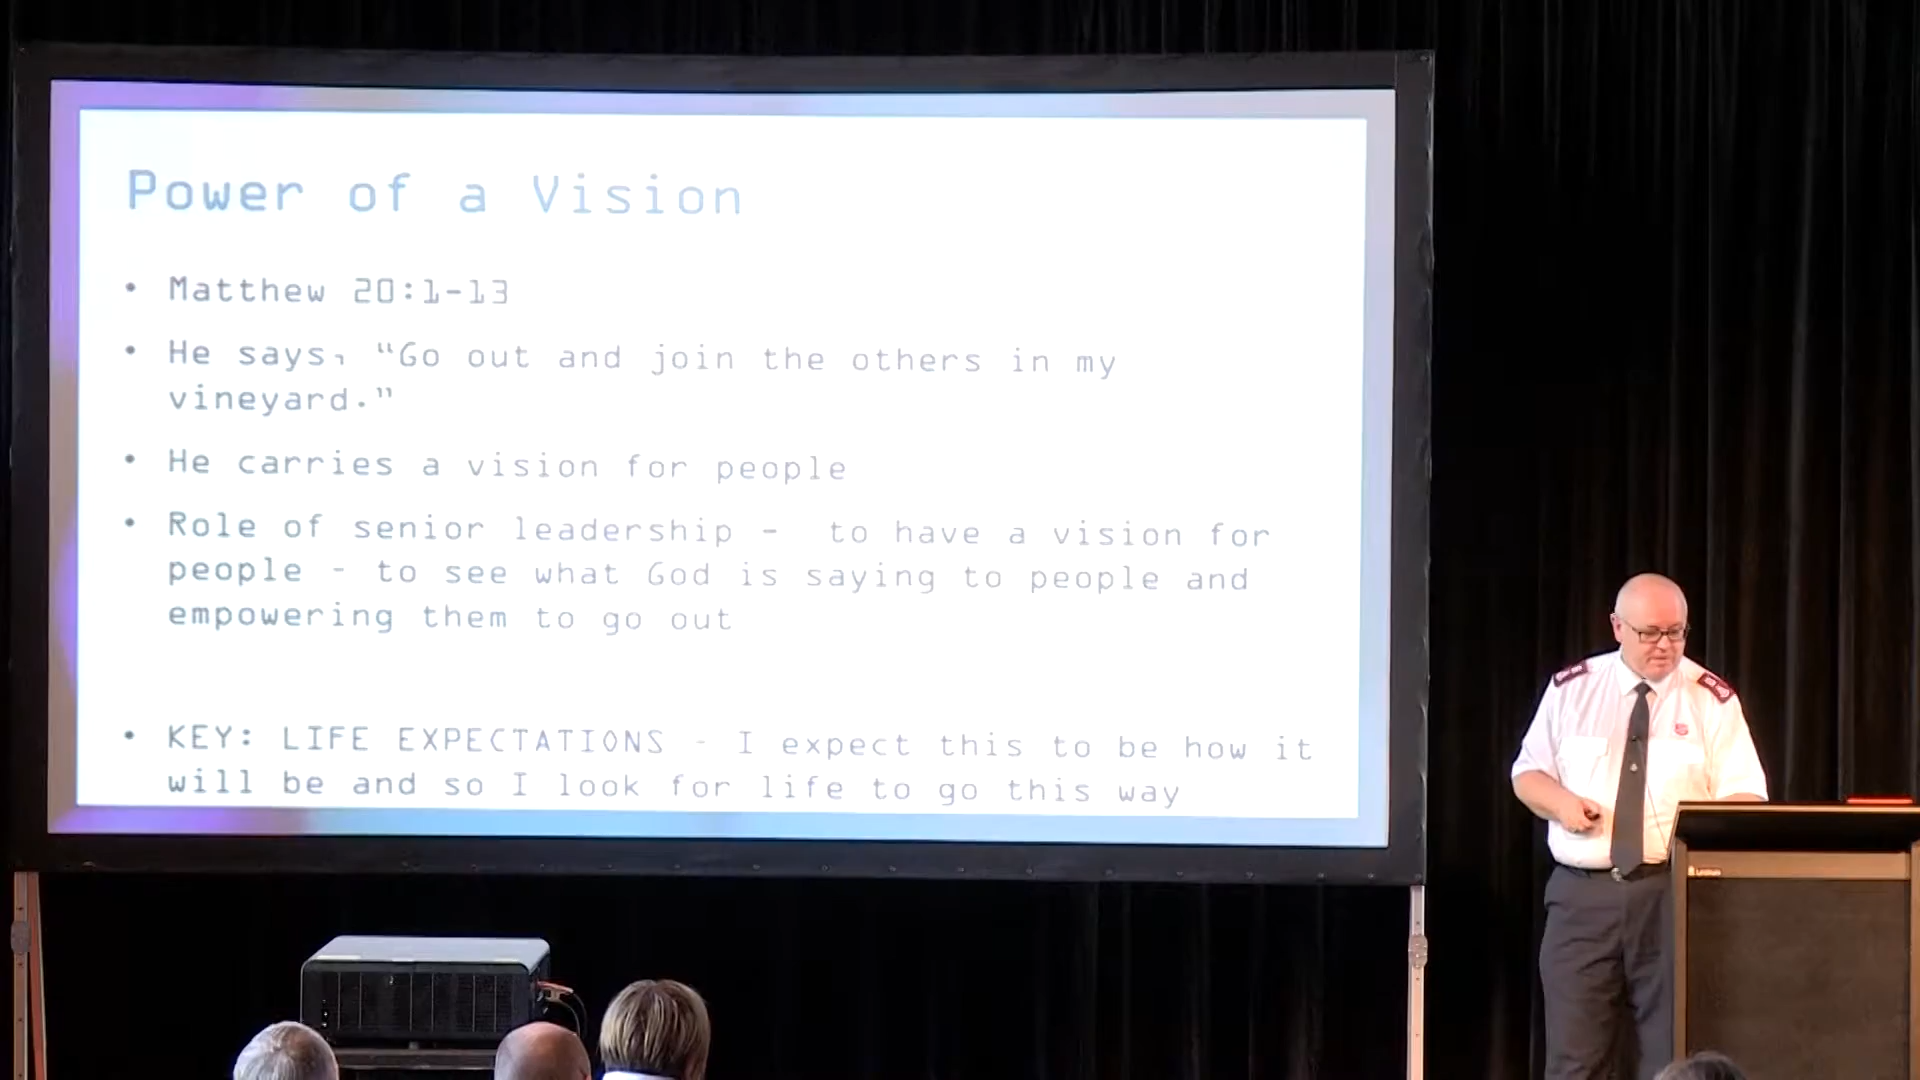 Power of a Vision
• Matthew 20:1-13
• He says, “Go out and join the others in my
vineyard.”
• He carries a vision for people
• Role of senior leadership - to have a vision for
people - to see what God is saying to people and
empowering them to go out
• KEY: LIFE EXPECTATIONS - I expect this to be how it
will be and so I look for life to go this way